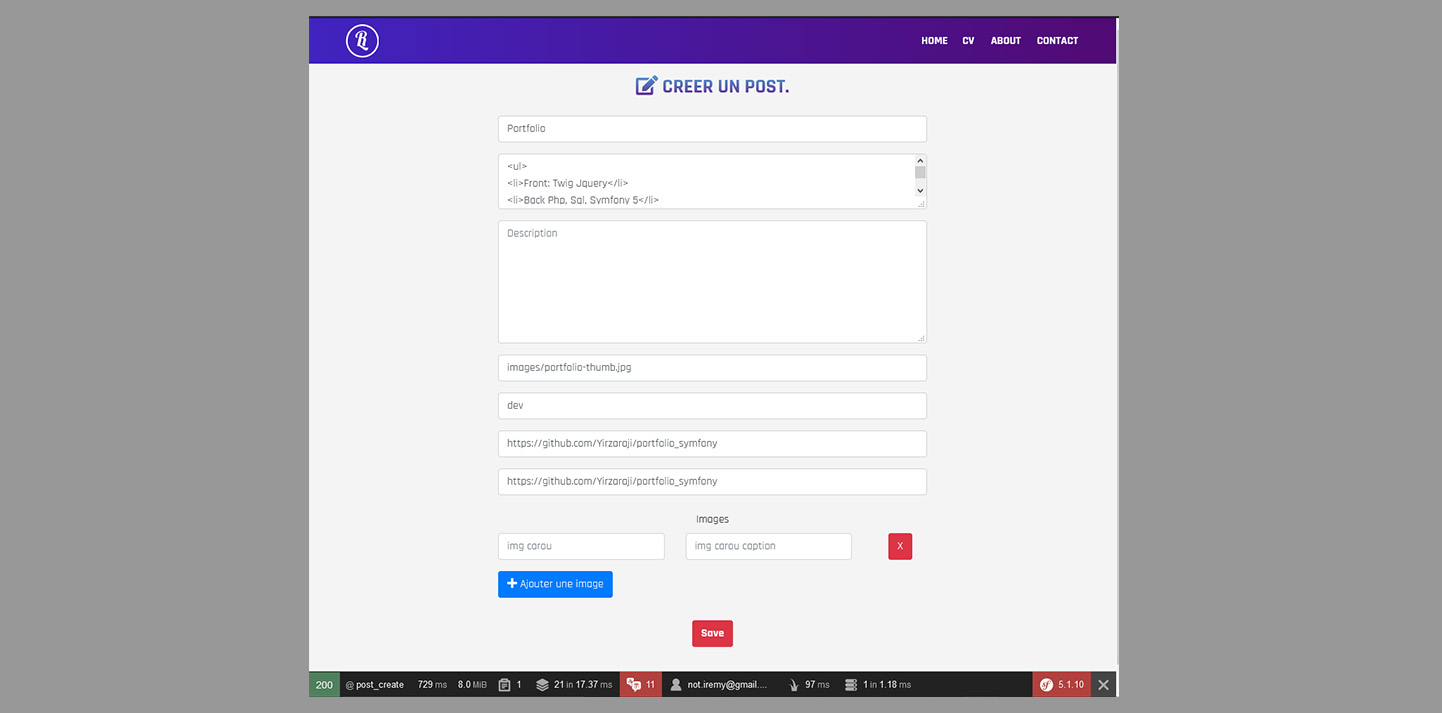 R
HOME CV ABOUT CONTACT
CREER UN POST.
Portfolio
<ul>
<li>Front: Twig Jquery</li>
<li>Back Php, Sql, Symfony 5</li>
Description
images/portfolio-thumb.jpg
dev
https://github.com/Yirzaraji/portfolio_symfony
https://github.com/Yirzaraji/portfolio_symfony
Images
img carou img carou caption X
Ajouter une image
Save
200 @ post_create 729 ms 8.0 MiB 1 21 in 17.37 ms 11 not.iremy@gmail.... 97 ms 1 in 1.18 ms sf 5.1.10